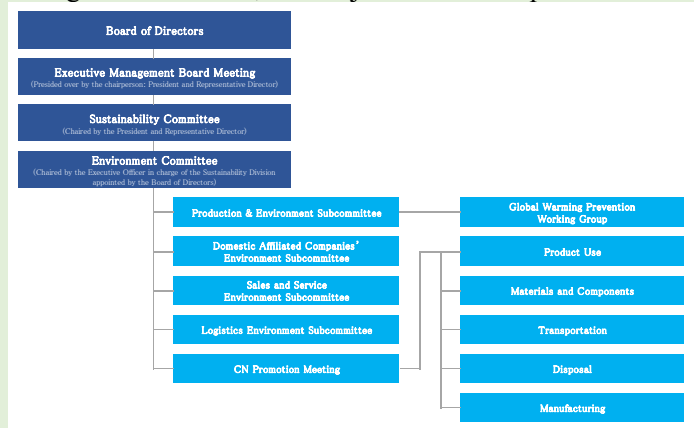 Board of Directors
Executive Management Board Meeting
(Presided over by the chairperson: President and Representative Director)
Sustainability Committee
(Chaired by the President and Representative Director)
Environment Committee
(Chaired by the Executive Officer in charge of the Sustainability Division
appointed by the Board of Directors)
Production & Environment Subcommittee
Global Warming Prevention
Working Group
Domestic Affiliated Companies'
Environment Subcommittee
Product Use
Sales and Service
Environment Subcommittee
Materials and Components
Logistics Environment Subcommittee
Transportation
CN Promotion Meeting
Disposal
Manufacturing